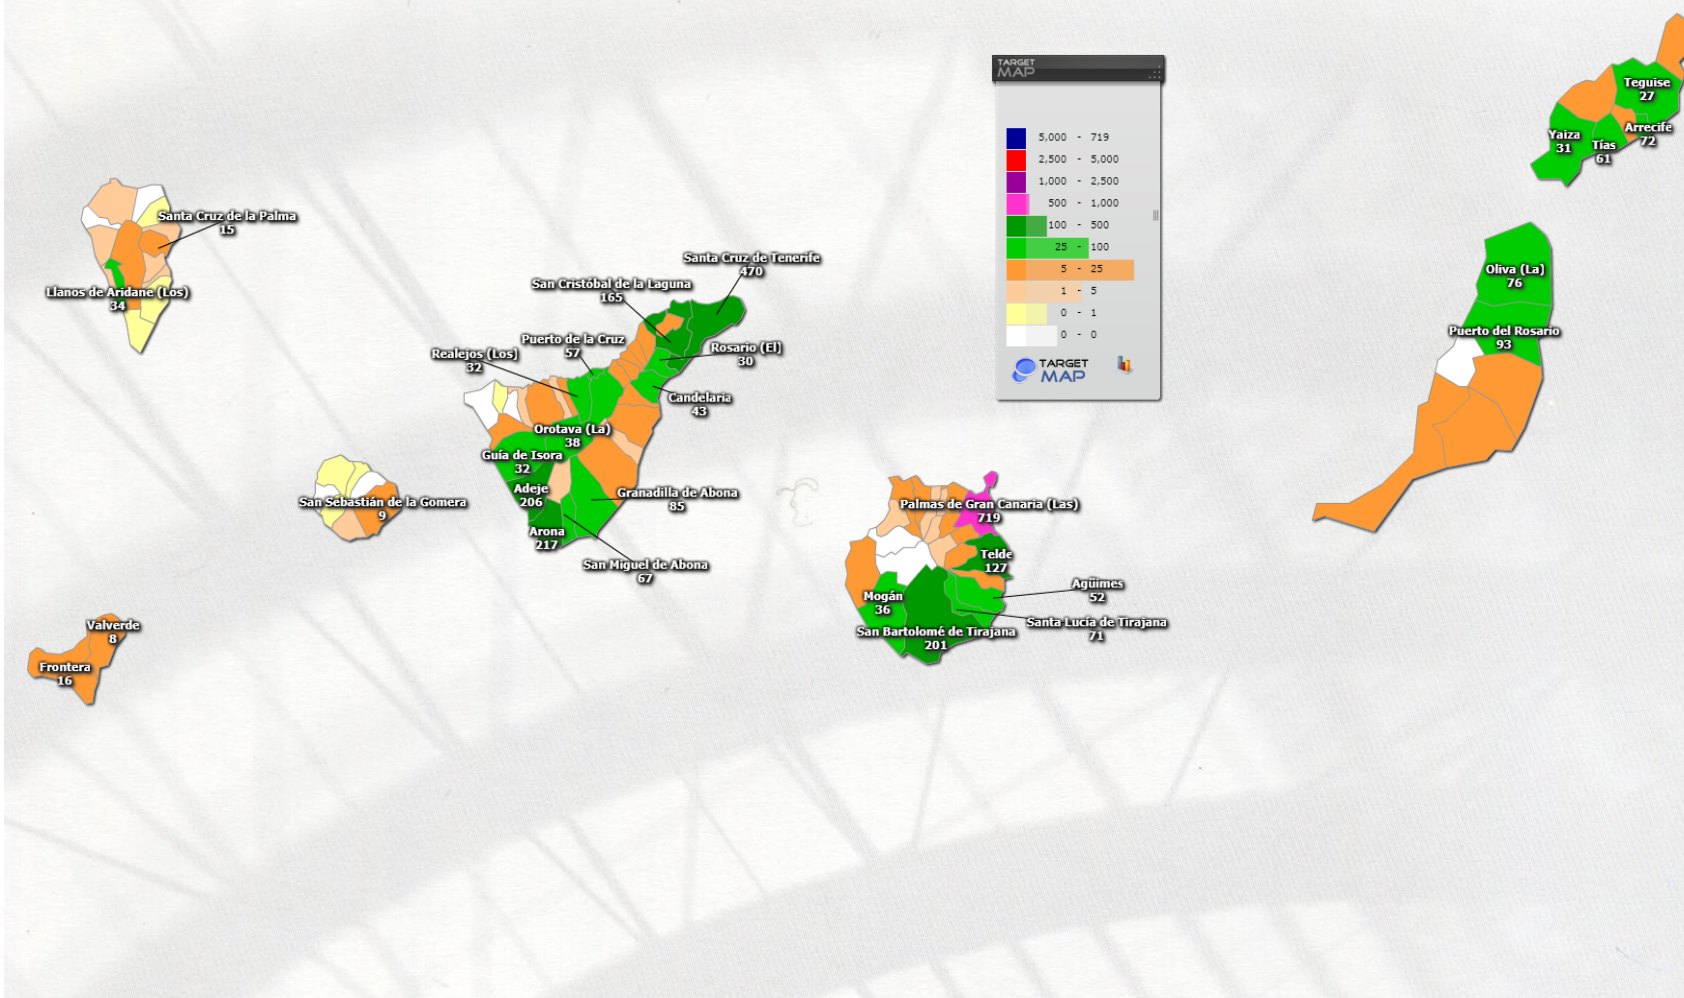 TARGET
MAP
5,000 - 719
2,500 - 5,000
1,000 - 2,500
500 - 1,000
100 - 500
25 - 100
5 - 25
1 - 5
0 - 1
0 - 0
TARGET
MAP
Teguise
27
Arrecife
72
Yaiza
31
Tías
61
Santa Cruz de la Palma
15
Llanos de Aridane (Los)
34
Santa Cruz de Tenerife
470
San Cristóbal de la Laguna
165
Puerto de la Cruz
57
Rosario (El)
30
Realejos (Los)
32
Candelaria
43
Orotava (La)
38
Guía de Isora
32
Adeje
206
Granadilla de Abona
85
Arona
217
San Miguel de Abona
67
Oliva (La)
76
Puerto del Rosario
93
San Sebastián de la Gomera
9
Palmas de Gran Canaria (Las)
719
Telde
127
Agüimes
52
Mogán
36
Santa Lucía de Tirajana
71
San Bartolomé de Tirajana
201
Valverde
8
Frontera
16